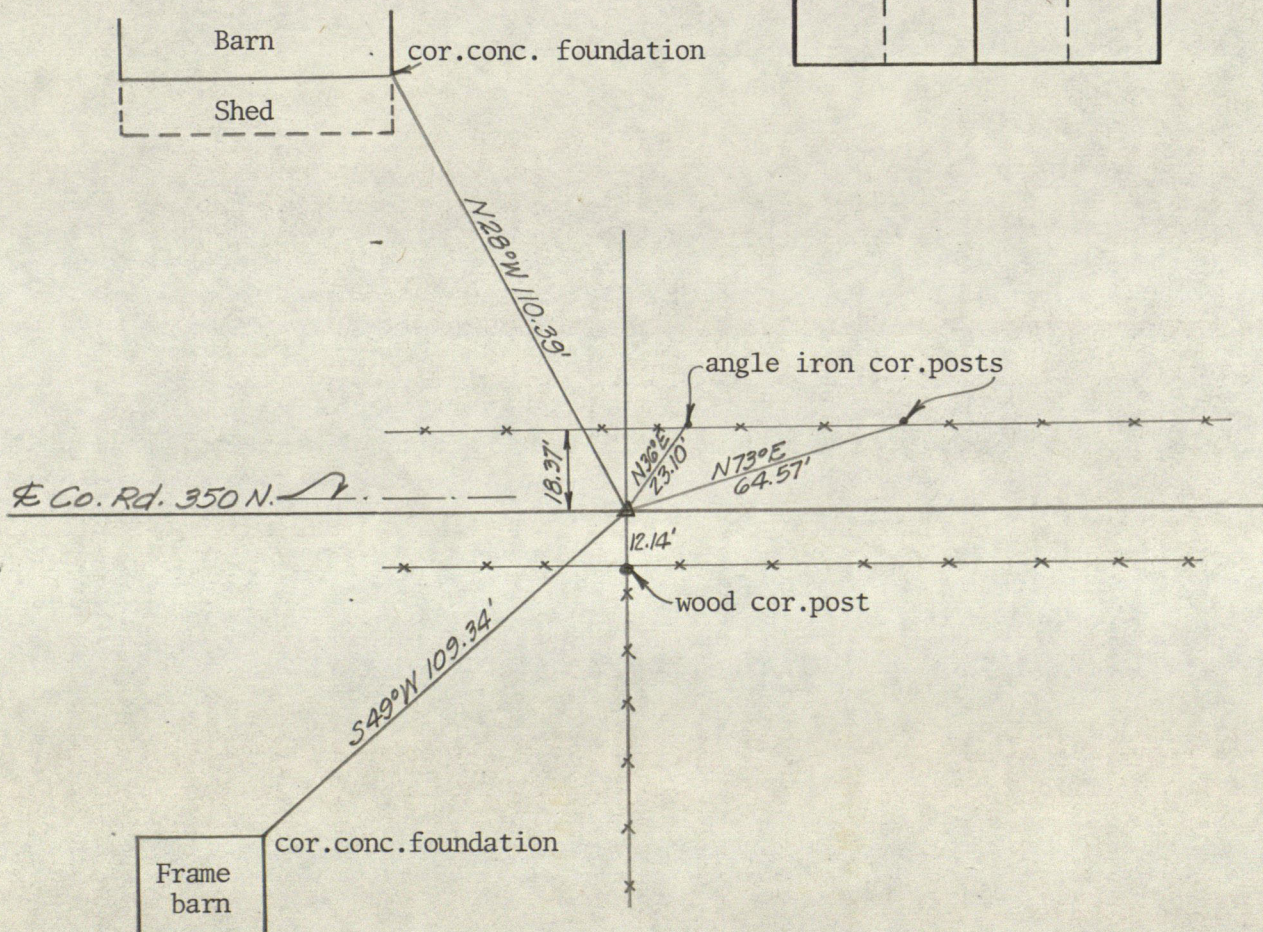 Barn
cor.conc. foundation
Shed
N28°W 110.39'
angle iron cor.posts
18.37'
N36°E
23.10'
N73°E
64.57'
℄ Co. Rd. 350 N.
12.14'
wood cor.post
S49°W 109.34'
cor.conc.foundation
Frame
barn